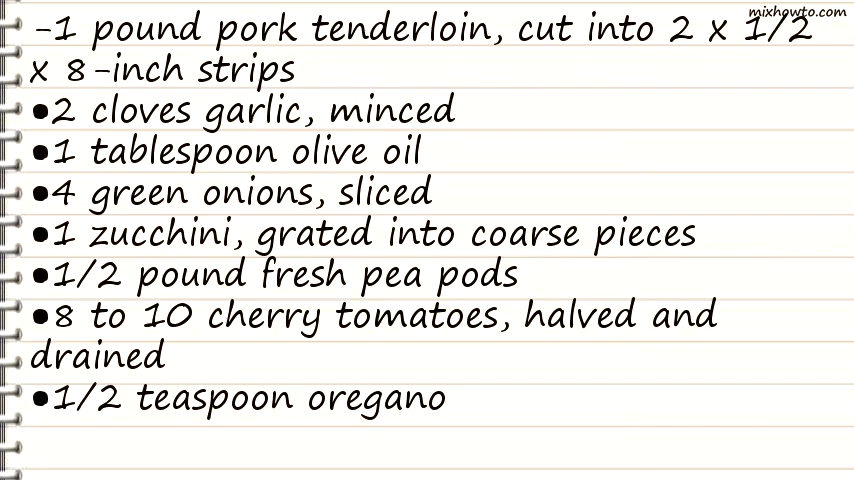 mixhowto.com
-1 pound pork tenderloin, cut into 2 x 1/2
x 8-inch strips
●2 cloves garlic, minced
●1 tablespoon olive oil
●4 green onions, sliced
●1 zucchini, grated into coarse pieces
●1/2 pound fresh pea pods
●8 to 10 cherry tomatoes, halved and
drained
●1/2 teaspoon oregano